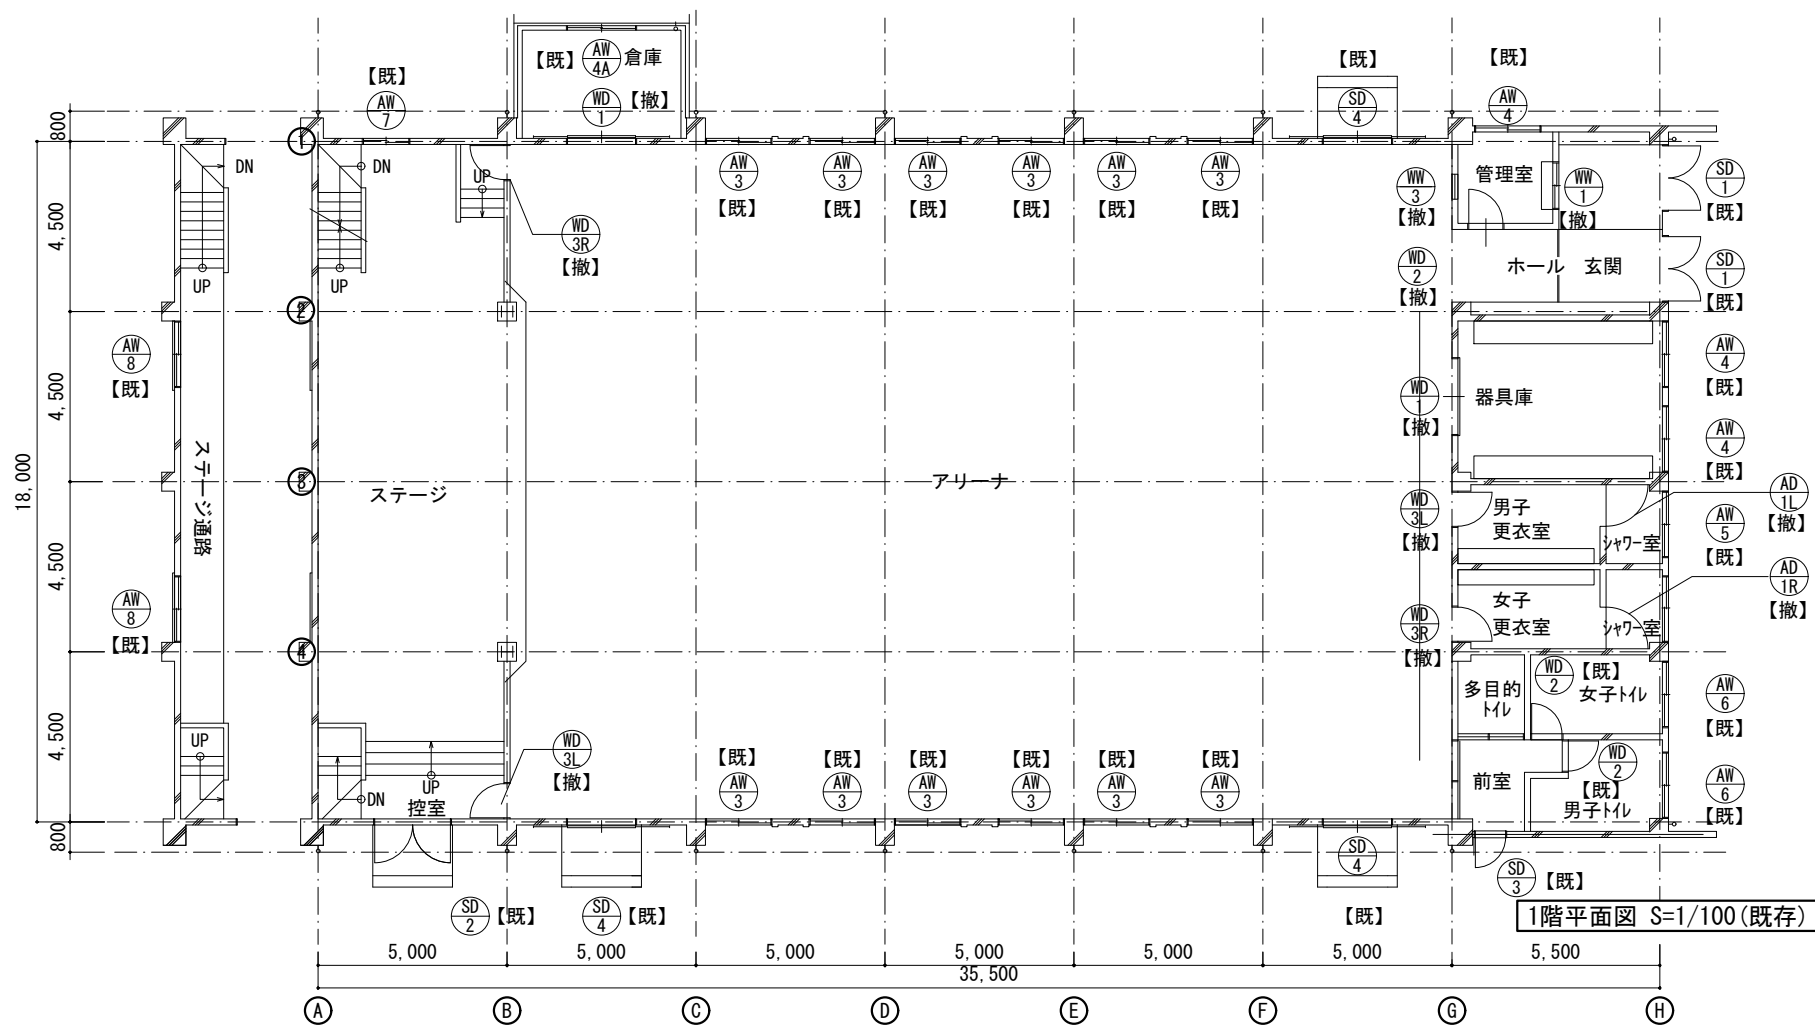 【既】
AW
4A
倉庫
【既】
AW
7
WD
1
【撤】
【既】
SD
4
【既】
AW
4
800
①
DN
DN
UP
AW
3
【既】
AW
3
【既】
AW
3
【既】
AW
3
【既】
AW
3
【既】
AW
3
【既】
WW
3
【撤】
管理室
WW
1
【撤】
SD
1
【既】
4,500
WD
3R
【撤】
UP
UP
WD
2
【撤】
ホール
玄関
SD
1
【既】
②
AW
8
【既】
4,500
WD
1
【撤】
器具庫
AW
4
【既】
AW
4
【既】
18,000
ステージ通路
③
ステージ
アリーナ
WD
3L
【撤】
男子
更衣室
シャワー室
AW
5
【既】
AD
1L
【撤】
4,500
AW
8
【既】
WD
3R
【撤】
女子
更衣室
シャワー室
AD
1R
【撤】
④
多目的
トイレ
WD
2
【既】
女子トイレ
AW
6
【既】
4,500
UP
UP
DN
控室
WD
3L
【撤】
【既】
AW
3
【既】
AW
3
【既】
AW
3
【既】
AW
3
【既】
AW
3
【既】
AW
3
前室
WD
2
【既】
男子トイレ
AW
6
【既】
800
SD
2
【既】
SD
4
【既】
SD
4
【既】
SD
3
【既】
1階平面図 S=1/100(既存)
5,000
5,000
5,000
5,000
5,000
5,000
5,500
35,500
A
B
C
D
E
F
G
H